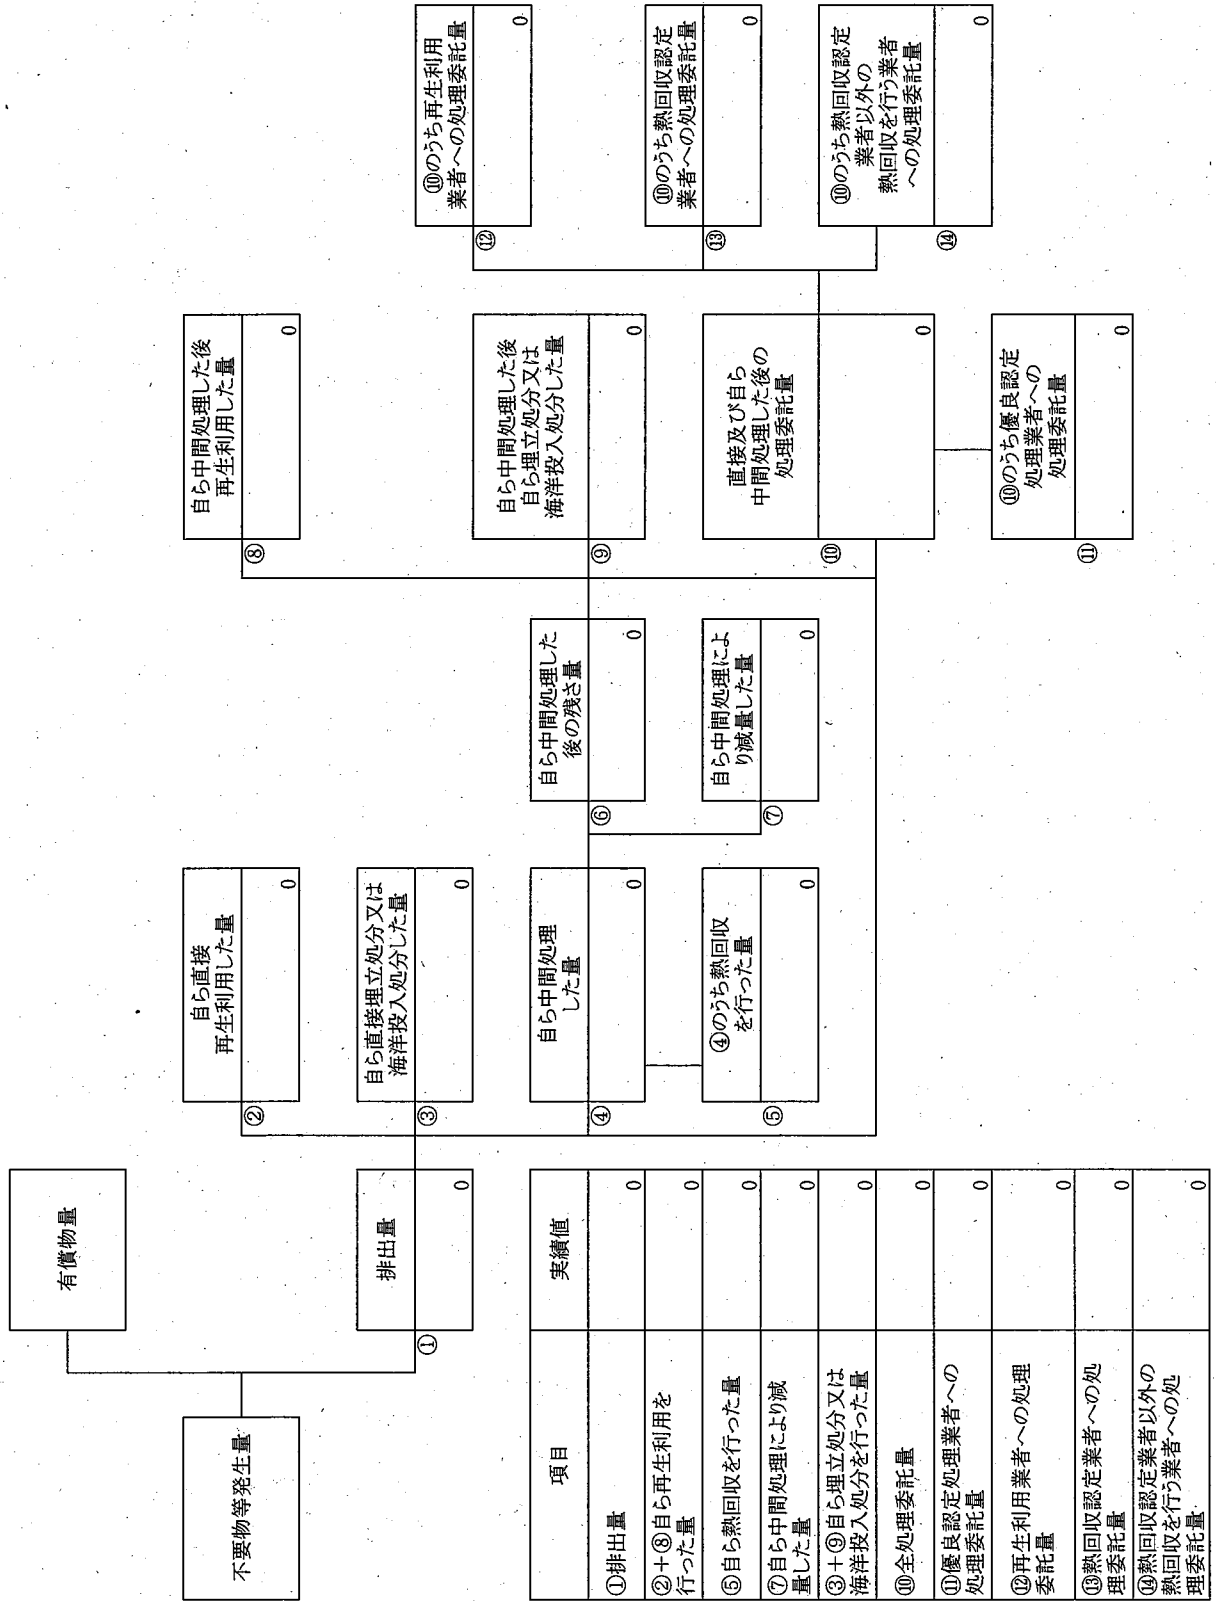 不要物等発生量
有償物量
排出量
①
0
自ら直接
再生利用した量
②
0
自ら直接埋立処分又は
海洋投入処分した量
③
0
自ら中間処理
した量
④
0
④のうち熱回収
を行った量
⑤
0
自ら中間処理した
後の残さ量
⑥
0
自ら中間処理によ
り減量した量
⑦
0
自ら中間処理した後
再生利用した量
⑧
0
自ら中間処理した後
自ら埋立処分又は
海洋投入処分した量
⑨
0
直接及び自ら
中間処理した後の
処理委託量
⑩
0
⑩のうち優良認定
処理業者への
処理委託量
⑪
0
⑩のうち再生利用
業者への処理委託量
⑫
0
⑩のうち熱回収認定
業者への処理委託量
⑬
0
⑩のうち熱回収認定
業者以外の
熱回収を行う業者
への処理委託量
⑭
0
項目 実績値
①排出量 0
②+⑧自ら再生利用を
行った量 0
⑤自ら熱回収を行った量 0
⑦自ら中間処理により減
量した量 0
③+⑨自ら埋立処分又は
海洋投入処分を行った量 0
⑩全処理委託量 0
⑪優良認定処理業者への
処理委託量 0
⑫再生利用業者への処理
委託量 0
⑬熱回収認定業者への処
理委託量 0
⑭熱回収認定業者以外の
熱回収を行う業者への処
理委託量 0